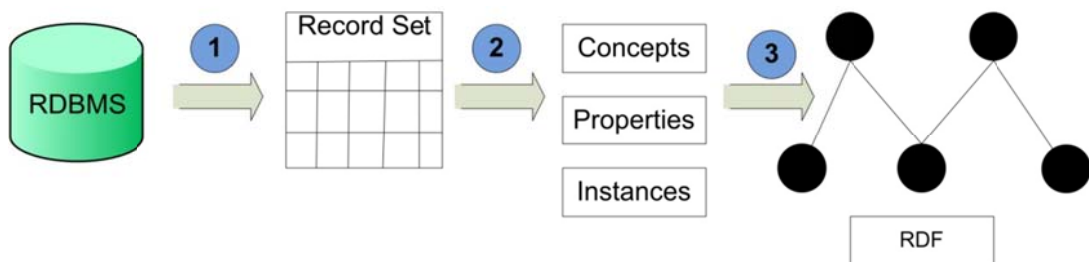 RDBMS
1
Record Set
2
Concepts
Properties
Instances
3
RDF